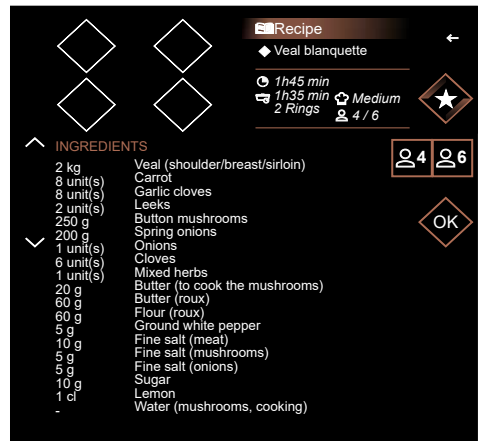 Recipe
Veal blanquette
1h45 min
1h35 min
2 Rings
Medium
4 / 6
INGREDIENTS
4 6
2 kg Veal (shoulder/breast/sirloin)
8 unit(s) Carrot
8 unit(s) Garlic cloves
2 unit(s) Leeks
250 g Button mushrooms
200 g Spring onions
1 unit(s) Onions
6 unit(s) Cloves
1 unit(s) Mixed herbs
20 g Butter (to cook the mushrooms)
60 g Butter (roux)
60 g Flour (roux)
5 g Ground white pepper
10 g Fine salt (meat)
5 g Fine salt (mushrooms)
5 g Fine salt (onions)
10 g Sugar
1 cl Lemon
- Water (mushrooms, cooking)
OK